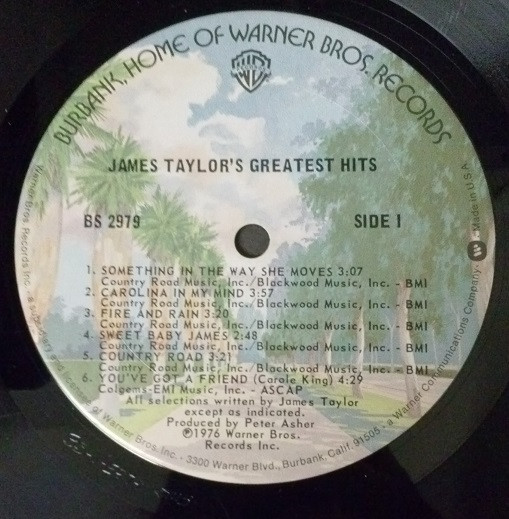 BURBANK, HOME OF WARNER BROS. RECORDS
JAMES TAYLOR'S GREATEST HITS
BS 2979
SIDE 1
1. SOMETHING IN THE WAY SHE MOVES 3:07
Country Road Music, Inc./Blackwood Music, Inc. - BMI
2. CAROLINA IN MY MIND 3:57
Country Road Music, Inc./Blackwood Music, Inc. - BMI
3. FIRE AND RAIN 3:20
Country Road Music, Inc./Blackwood Music, Inc. - BMI
4. SWEET BABY JAMES 2:48
Country Road Music, Inc./Blackwood Music, Inc. - BMI
5. COUNTRY ROAD 3:21
Country Road Music, Inc./Blackwood Music, Inc. - BMI
6. YOU'VE GOT A FRIEND (Carole King) 4:29
Colgems-EMI Music, Inc. - ASCAP
All selections written by James Taylor
except as indicated.
Produced by Peter Asher
℗1976 Warner Bros.
Records Inc.
Warner Bros. Records Inc. - a of Warner Bros. Inc. - 3300 Warner Blvd., Burbank, Calif. 91505 - a Warner Communications Company. Made in U.S.A.